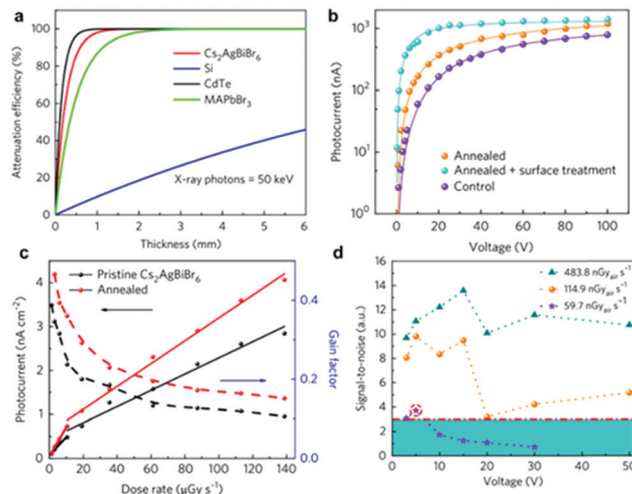 a
Attenuation efficiency (%)
100
80
60
40
20
0
Cs₂AgBiBr₆
Si
CdTe
MAPbBr₃
X-ray photons = 50 keV
0 1 2 3 4 5 6
Thickness (mm)
b
Photocurrent (nA)
10³
10²
10¹
10⁰
Annealed
Annealed + surface treatment
Control
0 20 40 60 80 100
Voltage (V)
c
Photocurrent (nA cm⁻²)
4
3
2
1
0
Pristine Cs₂AgBiBr₆
Annealed
Gain factor
0.4
0.2
0.0
0 20 40 60 80 100 120 140
Dose rate (μGy s⁻¹)
d
Signal-to-noise (a.u.)
16
14
12
10
8
6
4
2
0
483.8 nGyair s⁻¹
114.9 nGyair s⁻¹
59.7 nGyair s⁻¹
0 10 20 30 40 50
Voltage (V)